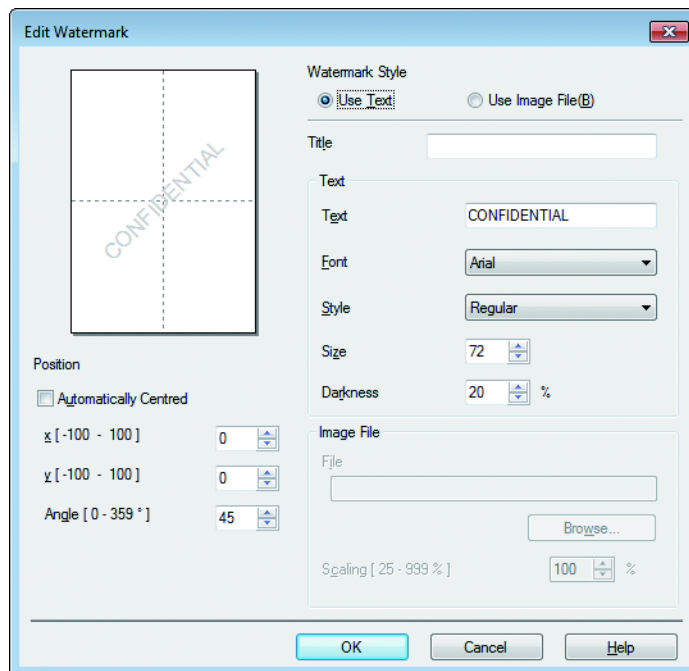 Edit Watermark
CONFIDENTIAL
Watermark Style
Use Text Use Image File(B)
Title
Text
Text CONFIDENTIAL
Font Arial
Style Regular
Size 72
Darkness 20 %
Position
Automatically Centred
x [ -100 - 100 ] 0
y [ -100 - 100 ] 0
Angle [ 0 - 359 ° ] 45
Image File
File
Browse...
Scaling [ 25 - 999 % ] 100 %
OK Cancel Help